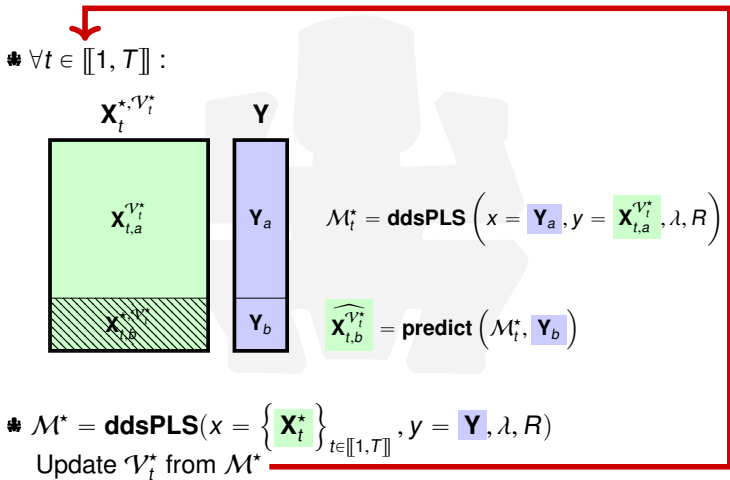 ∀t ∈ ⟦1, T⟧ :
X_t^{⋆,𝒱_t^⋆} Y
X_{t,a}^{𝒱_t^⋆} Y_a ℳ_t^⋆ = ddsPLS ( x = Y_a , y = X_{t,a}^{𝒱_t^⋆} , λ, R )
X_{t,b}^{⋆,𝒱_t^⋆} Y_b \widehat{X_{t,b}^{𝒱_t^⋆}} = predict ( ℳ_t^⋆, Y_b )
ℳ^⋆ = ddsPLS(x = { X_t^⋆ }_{t∈⟦1,T⟧} , y = Y , λ, R)
Update 𝒱_t^⋆ from ℳ^⋆